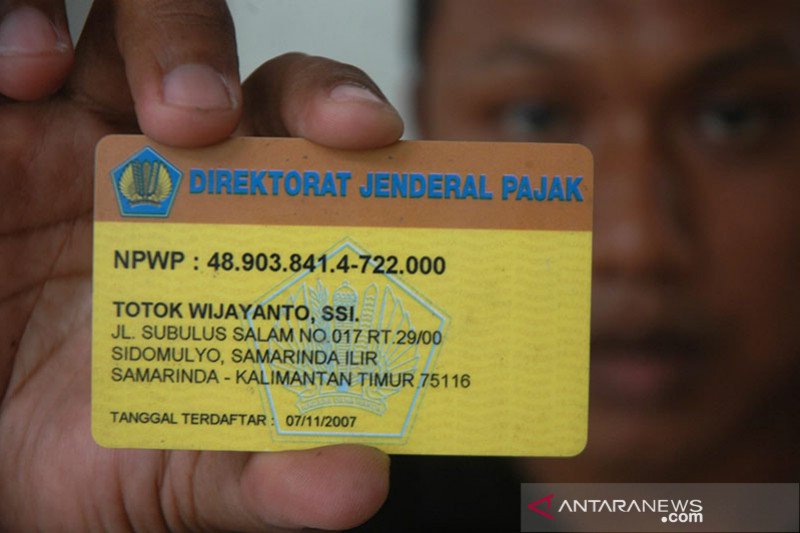 DIREKTORAT JENDERAL PAJAK
NPWP : 48.903.841.4-722.000
TOTOK WIJAYANTO, SSI.
JL. SUBULUS SALAM NO.017 RT.29/00
SIDOMULYO, SAMARINDA ILIR
SAMARINDA - KALIMANTAN TIMUR 75116
TANGGAL TERDAFTAR : 07/11/2007
ANTARANEWS
.com